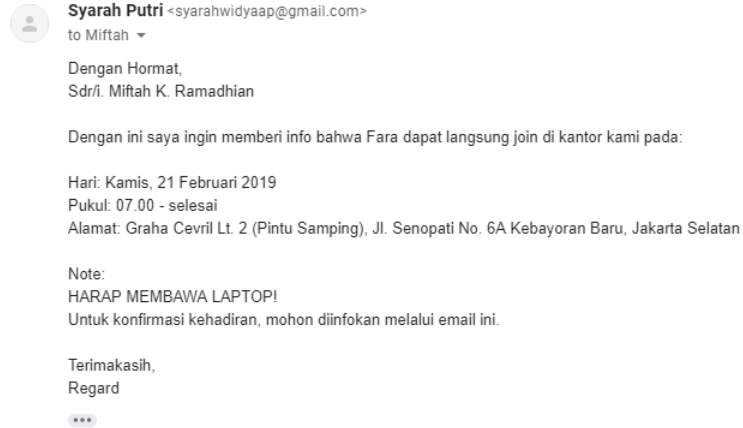 Syarah Putri <syarahwidyaap@gmail.com>
to Miftah
Dengan Hormat,
Sdr/i. Miftah K. Ramadhian
Dengan ini saya ingin memberi info bahwa Fara dapat langsung join di kantor kami pada:
Hari: Kamis, 21 Februari 2019
Pukul: 07.00 - selesai
Alamat: Graha Cevril Lt. 2 (Pintu Samping), Jl. Senopati No. 6A Kebayoran Baru, Jakarta Selatan
Note:
HARAP MEMBAWA LAPTOP!
Untuk konfirmasi kehadiran, mohon diinfokan melalui email ini.
Terimakasih,
Regard